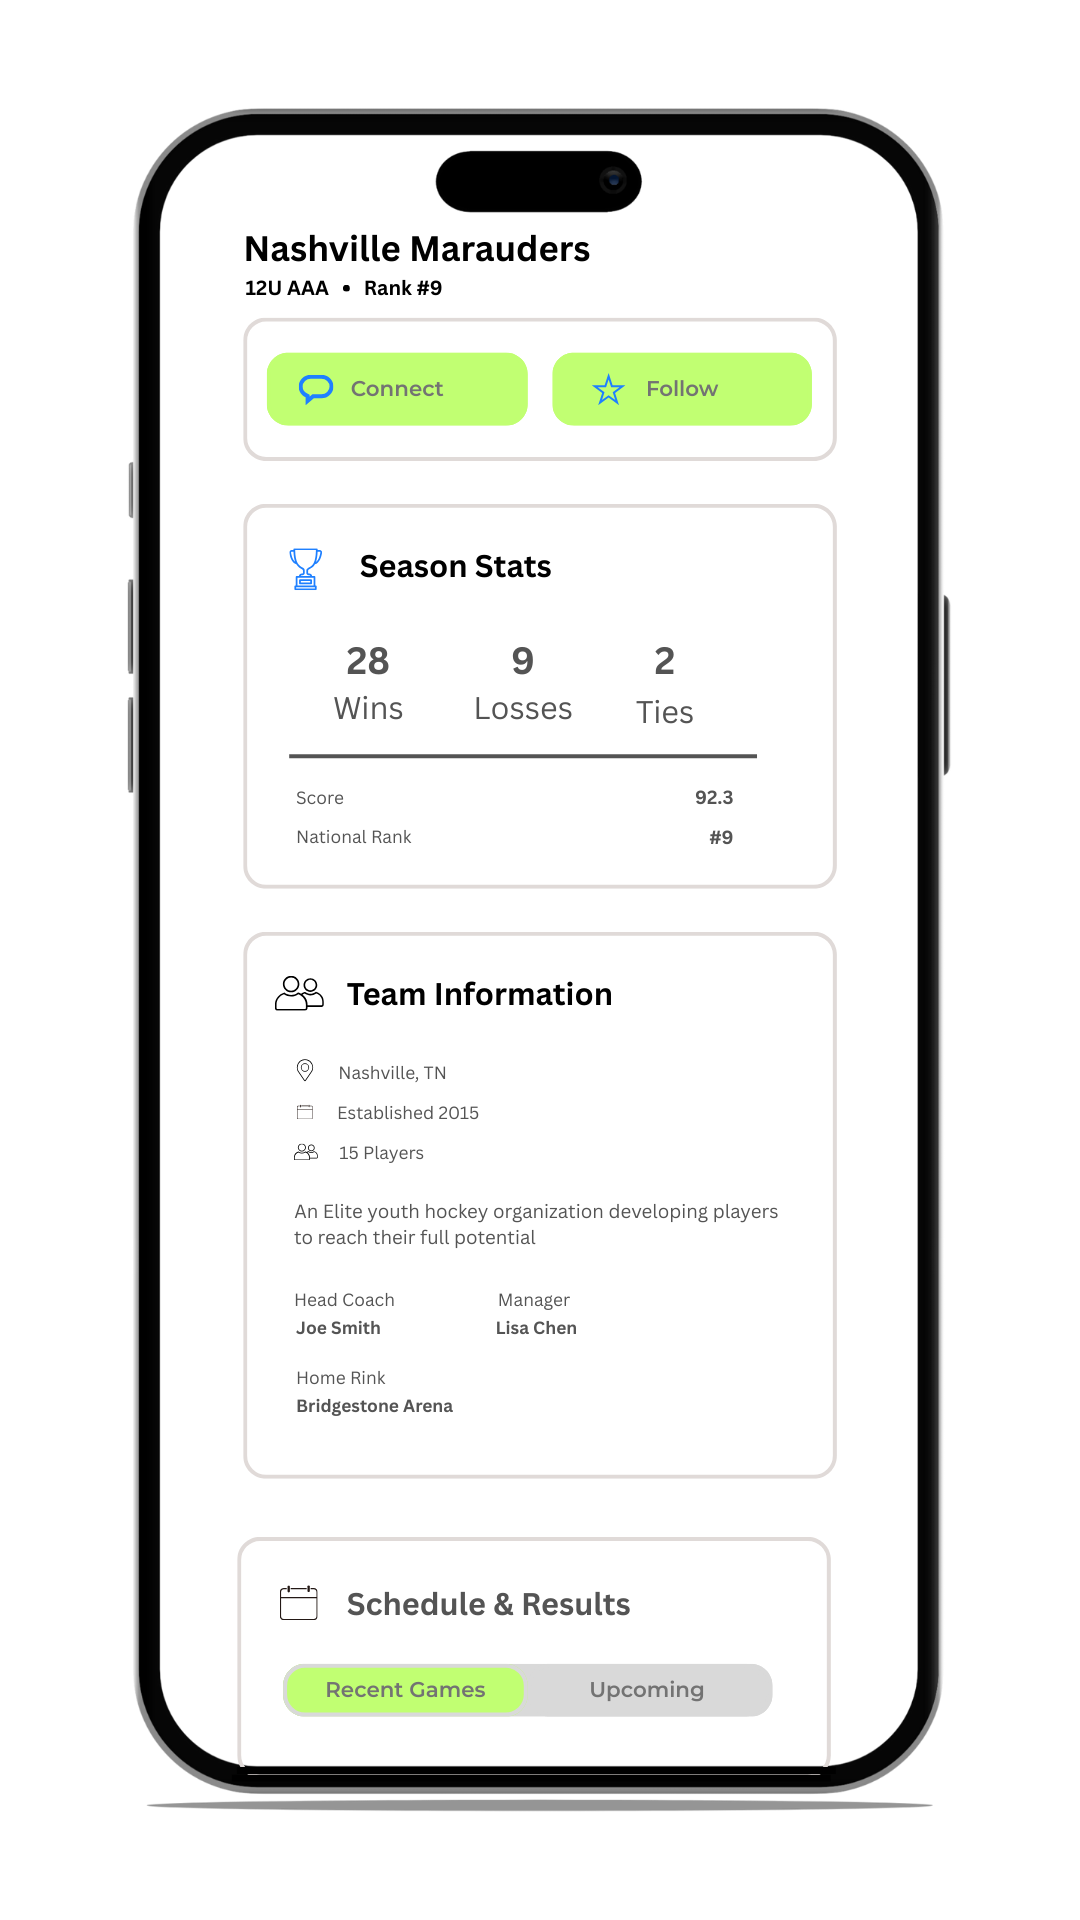 Nashville Marauders
12U AAA • Rank #9
Connect
Follow
Season Stats
28 9 2
Wins Losses Ties
Score 92.3
National Rank #9
Team Information
Nashville, TN
Established 2015
15 Players
An Elite youth hockey organization developing players
to reach their full potential
Head Coach Manager
Joe Smith Lisa Chen
Home Rink
Bridgestone Arena
Schedule & Results
Recent Games Upcoming